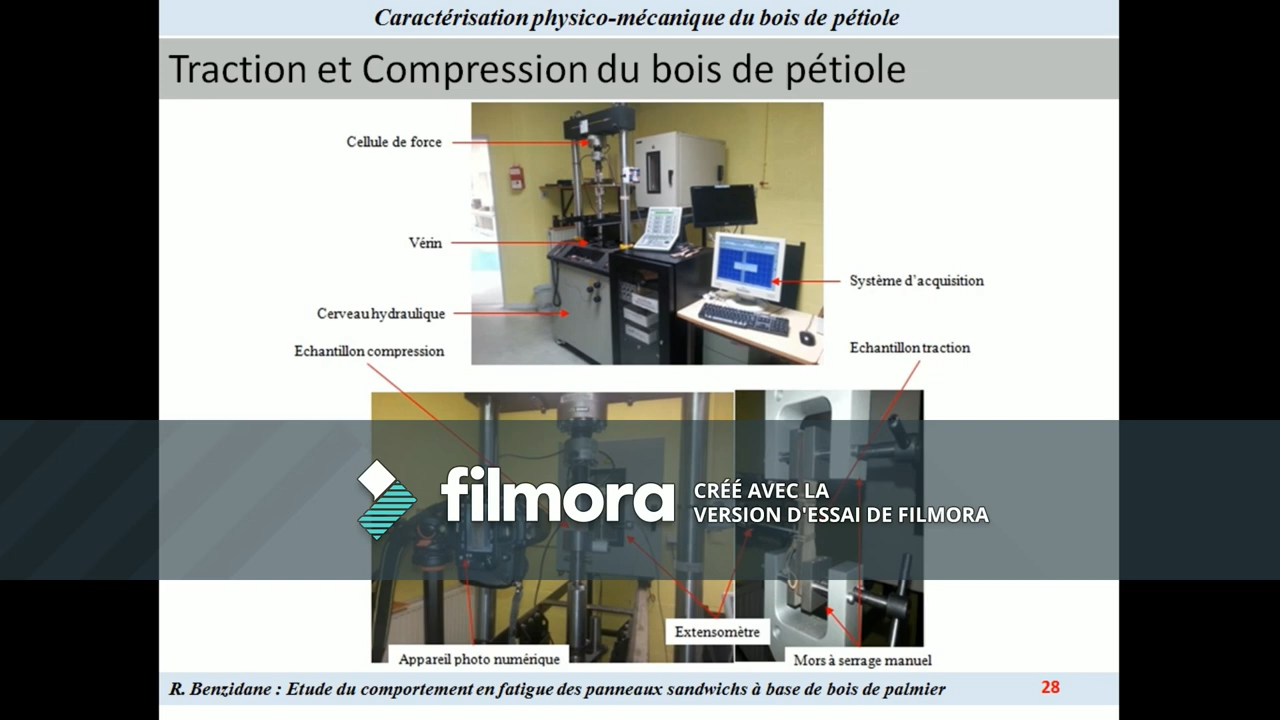 Caractérisation physico-mécanique du bois de pétiole
Traction et Compression du bois de pétiole
Cellule de force
Vérin
Système d'acquisition
Cerveau hydraulique
Echantillon compression
Echantillon traction
filmora
CRÉÉ AVEC LA
VERSION D'ESSAI DE FILMORA
Extensomètre
Appareil photo numérique
Mors à serrage manuel
R. Benzidane : Etude du comportement en fatigue des panneaux sandwichs à base de bois de palmier
28